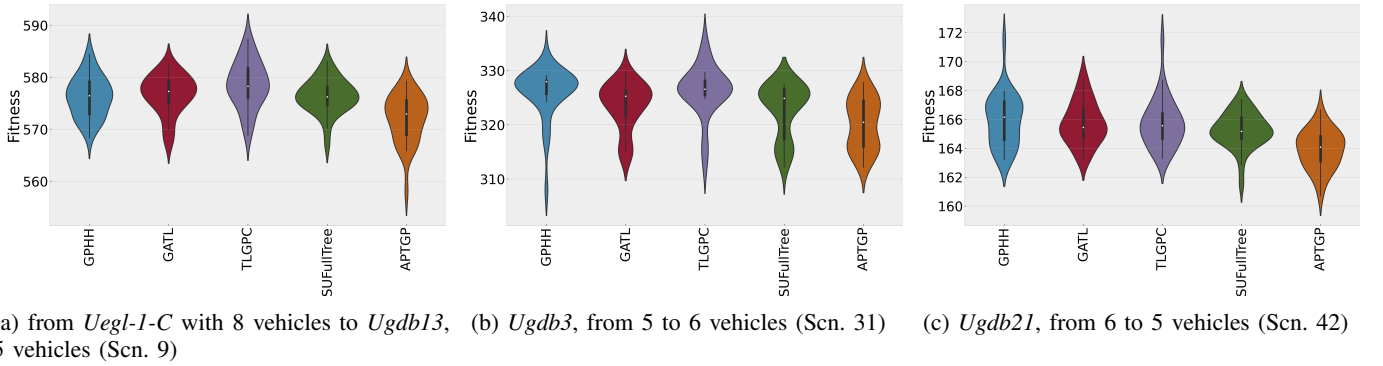 590
580
570
560
Fitness
GPHH
GATL
TLGPC
SUFullTree
APTGP
340
330
320
310
Fitness
GPHH
GATL
TLGPC
SUFullTree
APTGP
172
170
168
166
164
162
160
Fitness
GPHH
GATL
TLGPC
SUFullTree
APTGP
a) from Uegl-1-C with 8 vehicles to Ugdb13,
5 vehicles (Scn. 9)
(b) Ugdb3, from 5 to 6 vehicles (Scn. 31)
(c) Ugdb21, from 6 to 5 vehicles (Scn. 42)